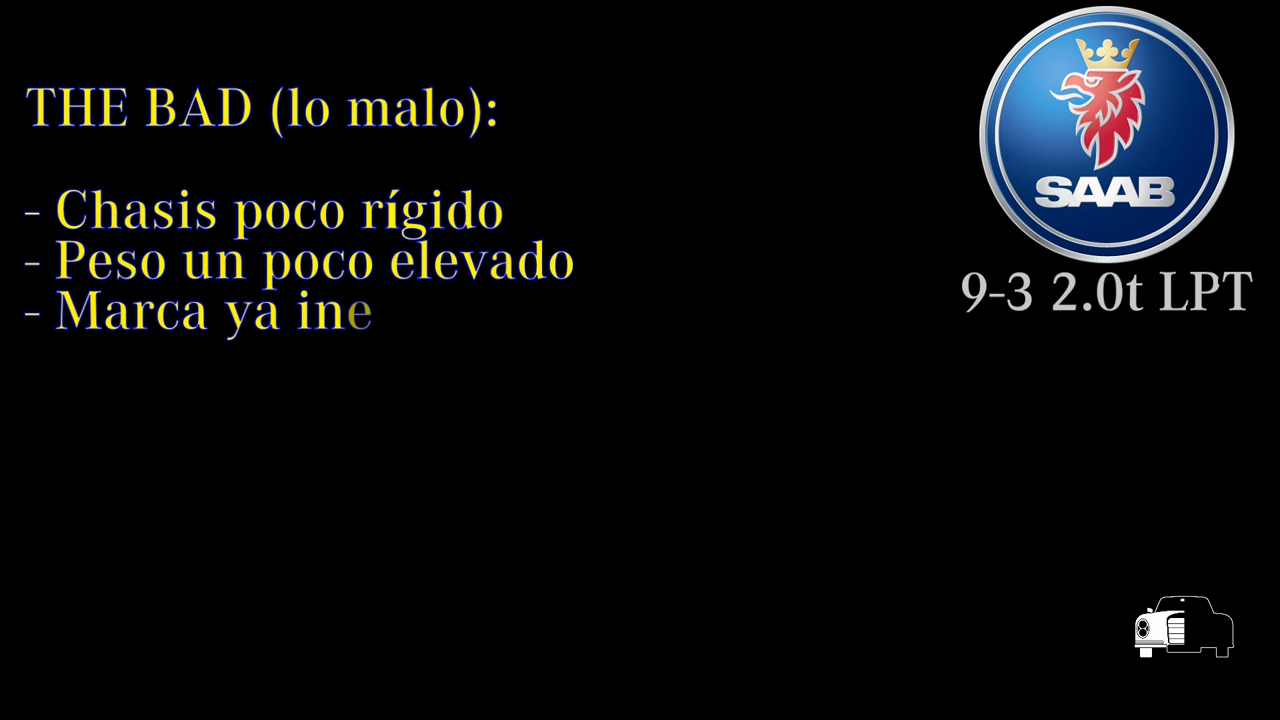 THE BAD (lo malo):
- Chasis poco rígido
- Peso un poco elevado
- Marca ya ine
SAAB
9-3 2.0t LPT